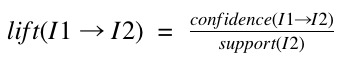 lift(I1 → I2) = confidence(I1→I2) / support(I2)